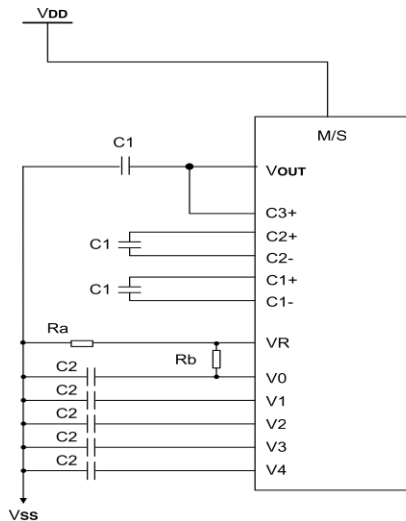 VDD
M/S
C1
VOUT
C3+
C2+
C1
C2-
C1+
C1
C1-
Ra
VR
Rb
C2
V0
C2
V1
C2
V2
C2
V3
C2
V4
VSS